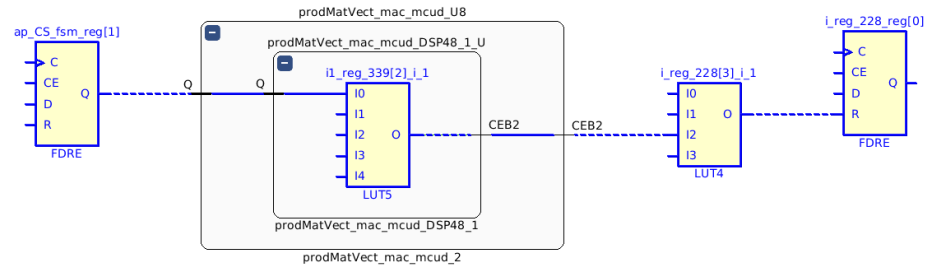 prodMatVect_mac_mcud_U8
ap_CS_fsm_reg[1]
C
CE
D
R
Q
FDRE
Q
Q
prodMatVect_mac_mcud_DSP48_1_U
i1_reg_339[2]_i_1
I0
I1
I2
I3
I4
O
LUT5
CEB2
prodMatVect_mac_mcud_DSP48_1
prodMatVect_mac_mcud_2
CEB2
i_reg_228[3]_i_1
I0
I1
I2
I3
O
LUT4
i_reg_228_reg[0]
C
CE
D
R
Q
FDRE